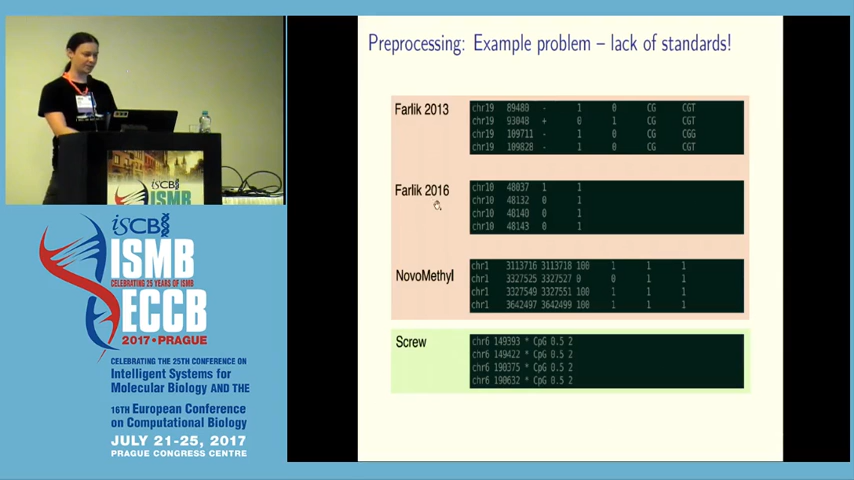 Preprocessing: Example problem – lack of standards!
Farlik 2013
chr19 89480 - 1 0 CG CGT
chr19 93048 + 0 1 CG CGT
chr19 109711 - 1 0 CG CGG
chr19 109828 - 1 0 CG CGT
Farlik 2016
chr10 48037 1 1
chr10 48132 0 1
chr10 48140 0 1
chr10 48143 0 1
NovoMethyl
chr1 3113716 3113718 100 1 1 1
chr1 3327525 3327527 0 0 1 1
chr1 3327549 3327551 100 1 1 1
chr1 3642497 3642499 100 1 1 1
Screw
chr6 149393 * CpG 0.5 2
chr6 149422 * CpG 0.5 2
chr6 190375 * CpG 0.5 2
chr6 190632 * CpG 0.5 2
iSCB
ISMB
iSCB
ISMB
CELEBRATING 25 YEARS OF ISMB
ECCB
2017 • PRAGUE
CELEBRATING THE 25TH CONFERENCE ON
Intelligent Systems for
Molecular Biology AND THE
16TH European Conference
on Computational Biology
JULY 21-25, 2017
PRAGUE CONGRESS CENTRE